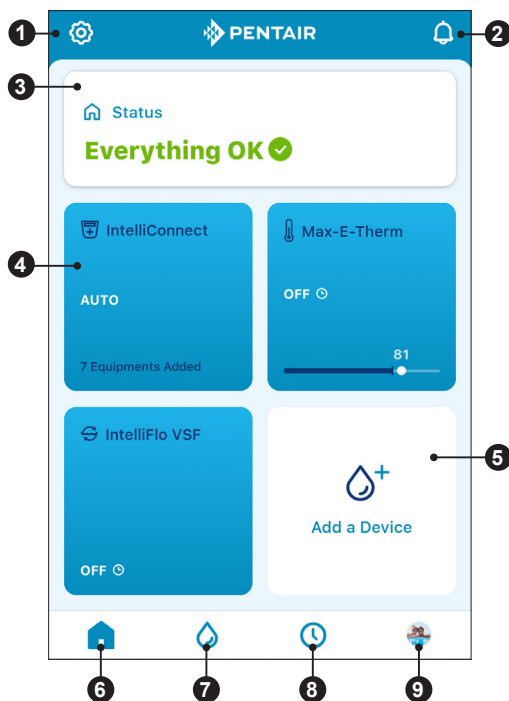 1
PENTAIR
2
3
Status
Everything OK
IntelliConnect
Max-E-Therm
4
AUTO
OFF
81
7 Equipments Added
IntelliFlo VSF
5
Add a Device
OFF
6
7
8
9